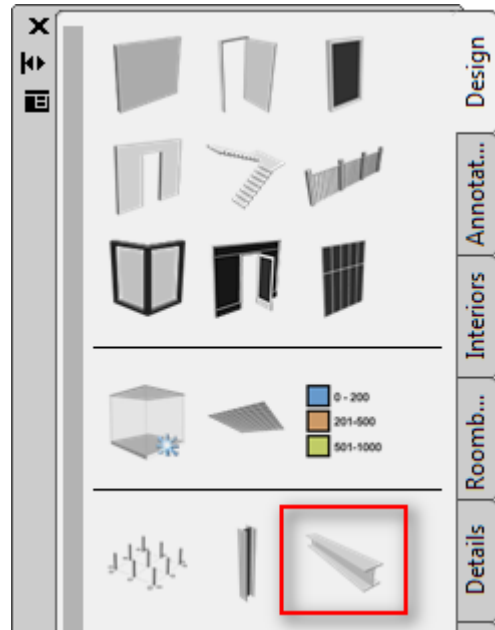 Design
Annotat...
Interiors
Roomb...
Details
0 - 200
201-500
501-1000